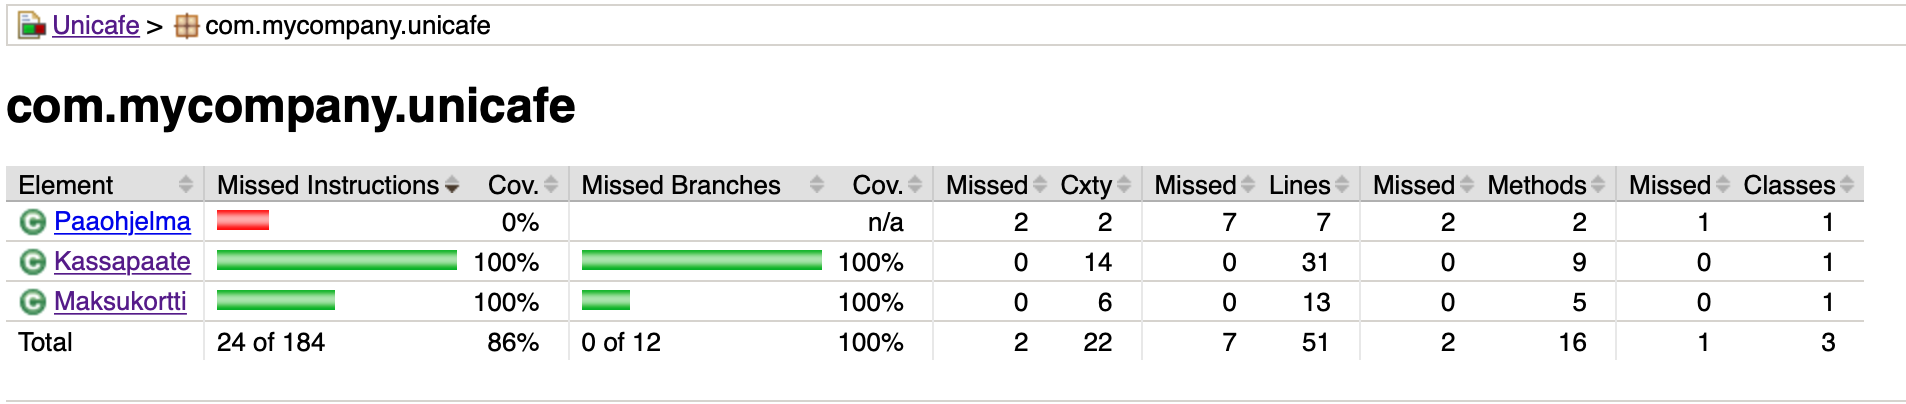 Unicafe > com.mycompany.unicafe
com.mycompany.unicafe
Element Missed Instructions Cov. Missed Branches Cov. Missed Cxty Missed Lines Missed Methods Missed Classes
Paaohjelma 0% n/a 2 2 7 7 2 2 1 1
Kassapaate 100% 100% 0 14 0 31 0 9 0 1
Maksukortti 100% 100% 0 6 0 13 0 5 0 1
Total 24 of 184 86% 0 of 12 100% 2 22 7 51 2 16 1 3